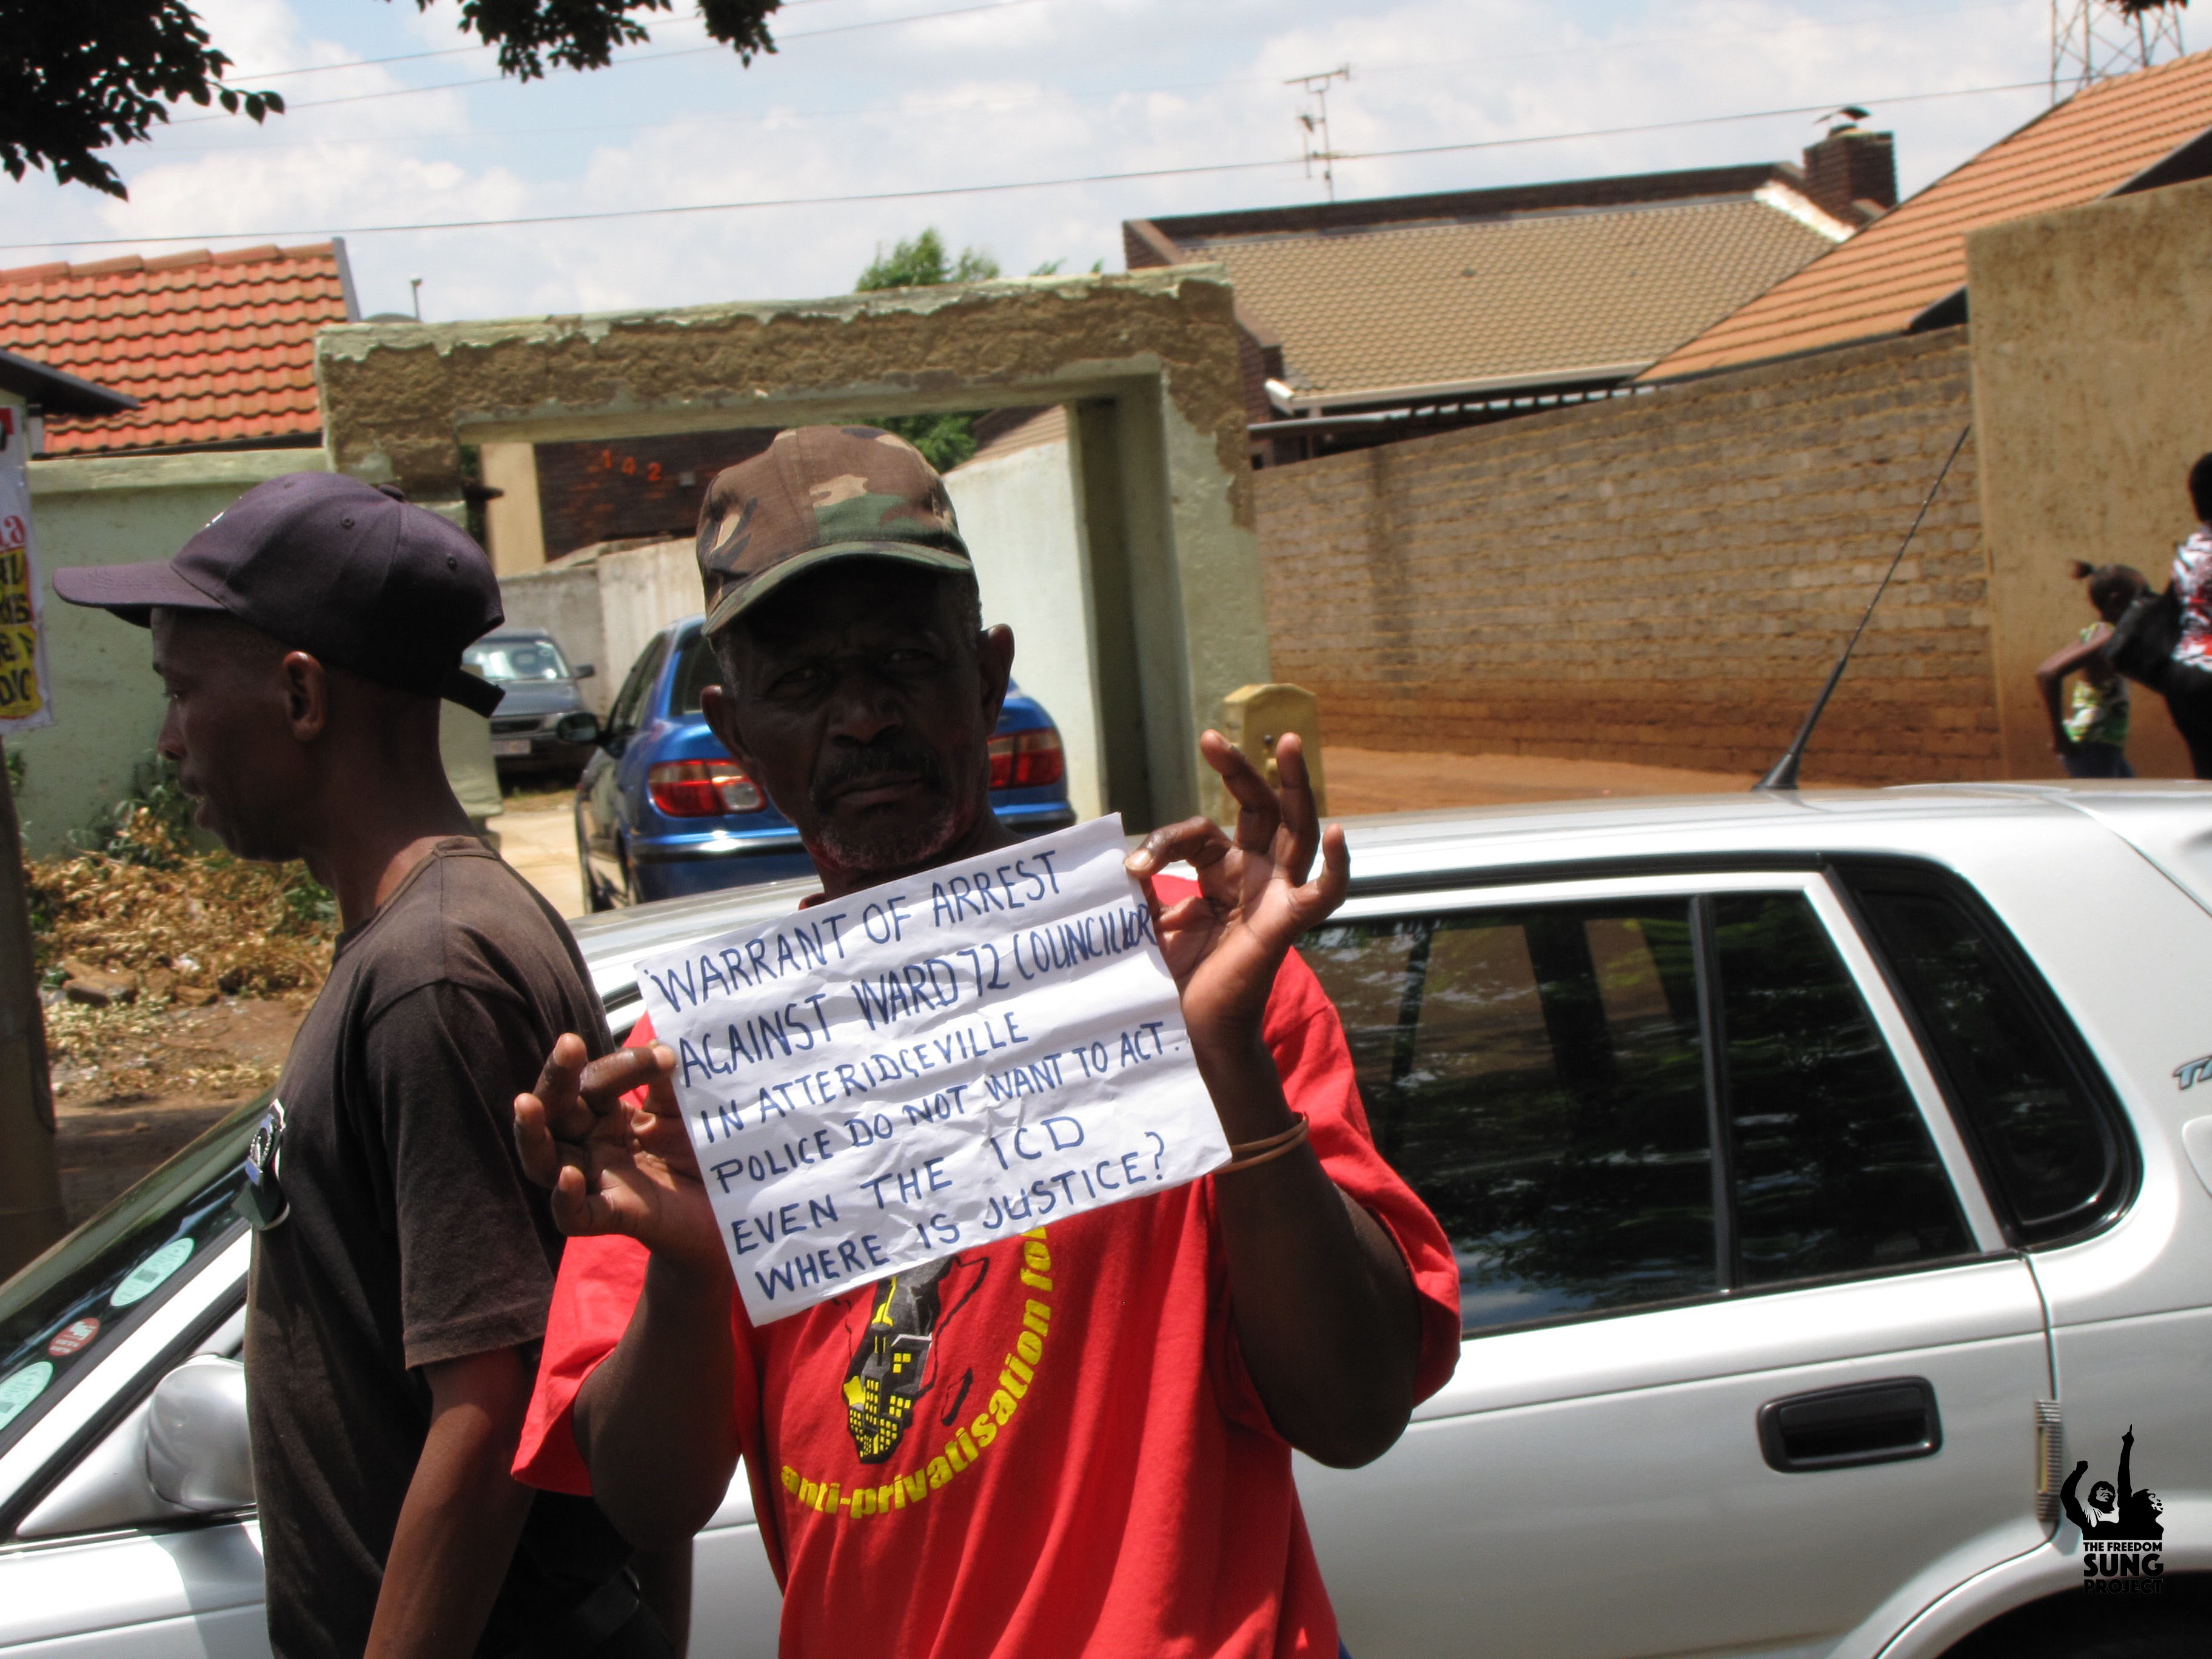 142
WARRANT OF ARREST
AGAINST WARD 72 COUNCILLOR
IN ATTERIDGEVILLE
POLICE DO NOT WANT TO ACT.
EVEN THE ICD
WHERE IS JUSTICE?
anti-privatisation
THE FREEDOM
SUNG
PROJECT